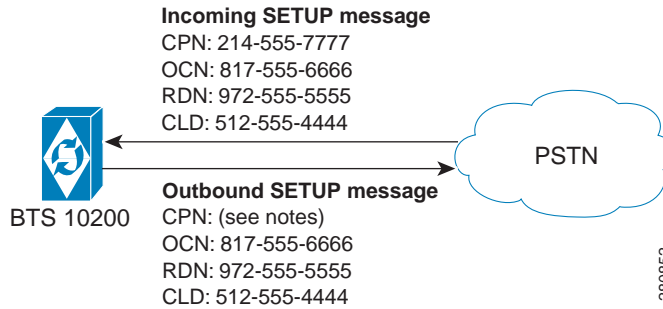 Incoming SETUP message
CPN: 214-555-7777
OCN: 817-555-6666
RDN: 972-555-5555
CLD: 512-555-4444
PSTN
BTS 10200
Outbound SETUP message
CPN: (see notes)
OCN: 817-555-6666
RDN: 972-555-5555
CLD: 512-555-4444